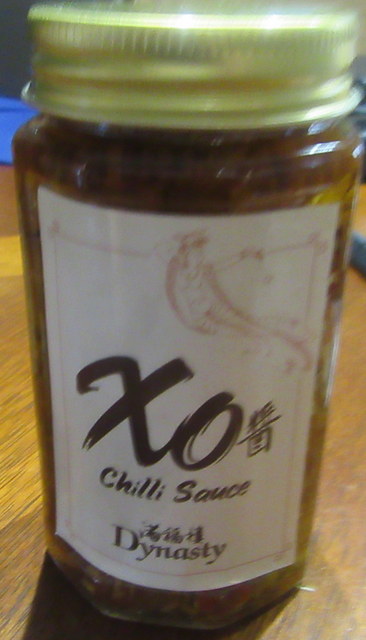 XO醬
Chilli Sauce
Dynasty